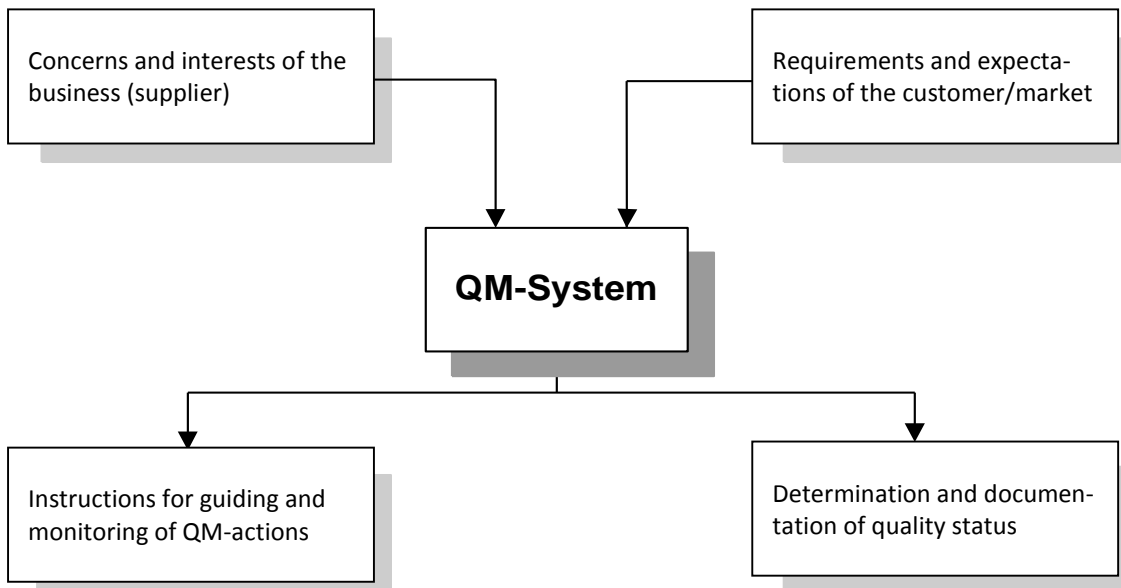 Concerns and interests of the
business (supplier)
Requirements and expecta-
tions of the customer/market
QM-System
Instructions for guiding and
monitoring of QM-actions
Determination and documen-
tation of quality status